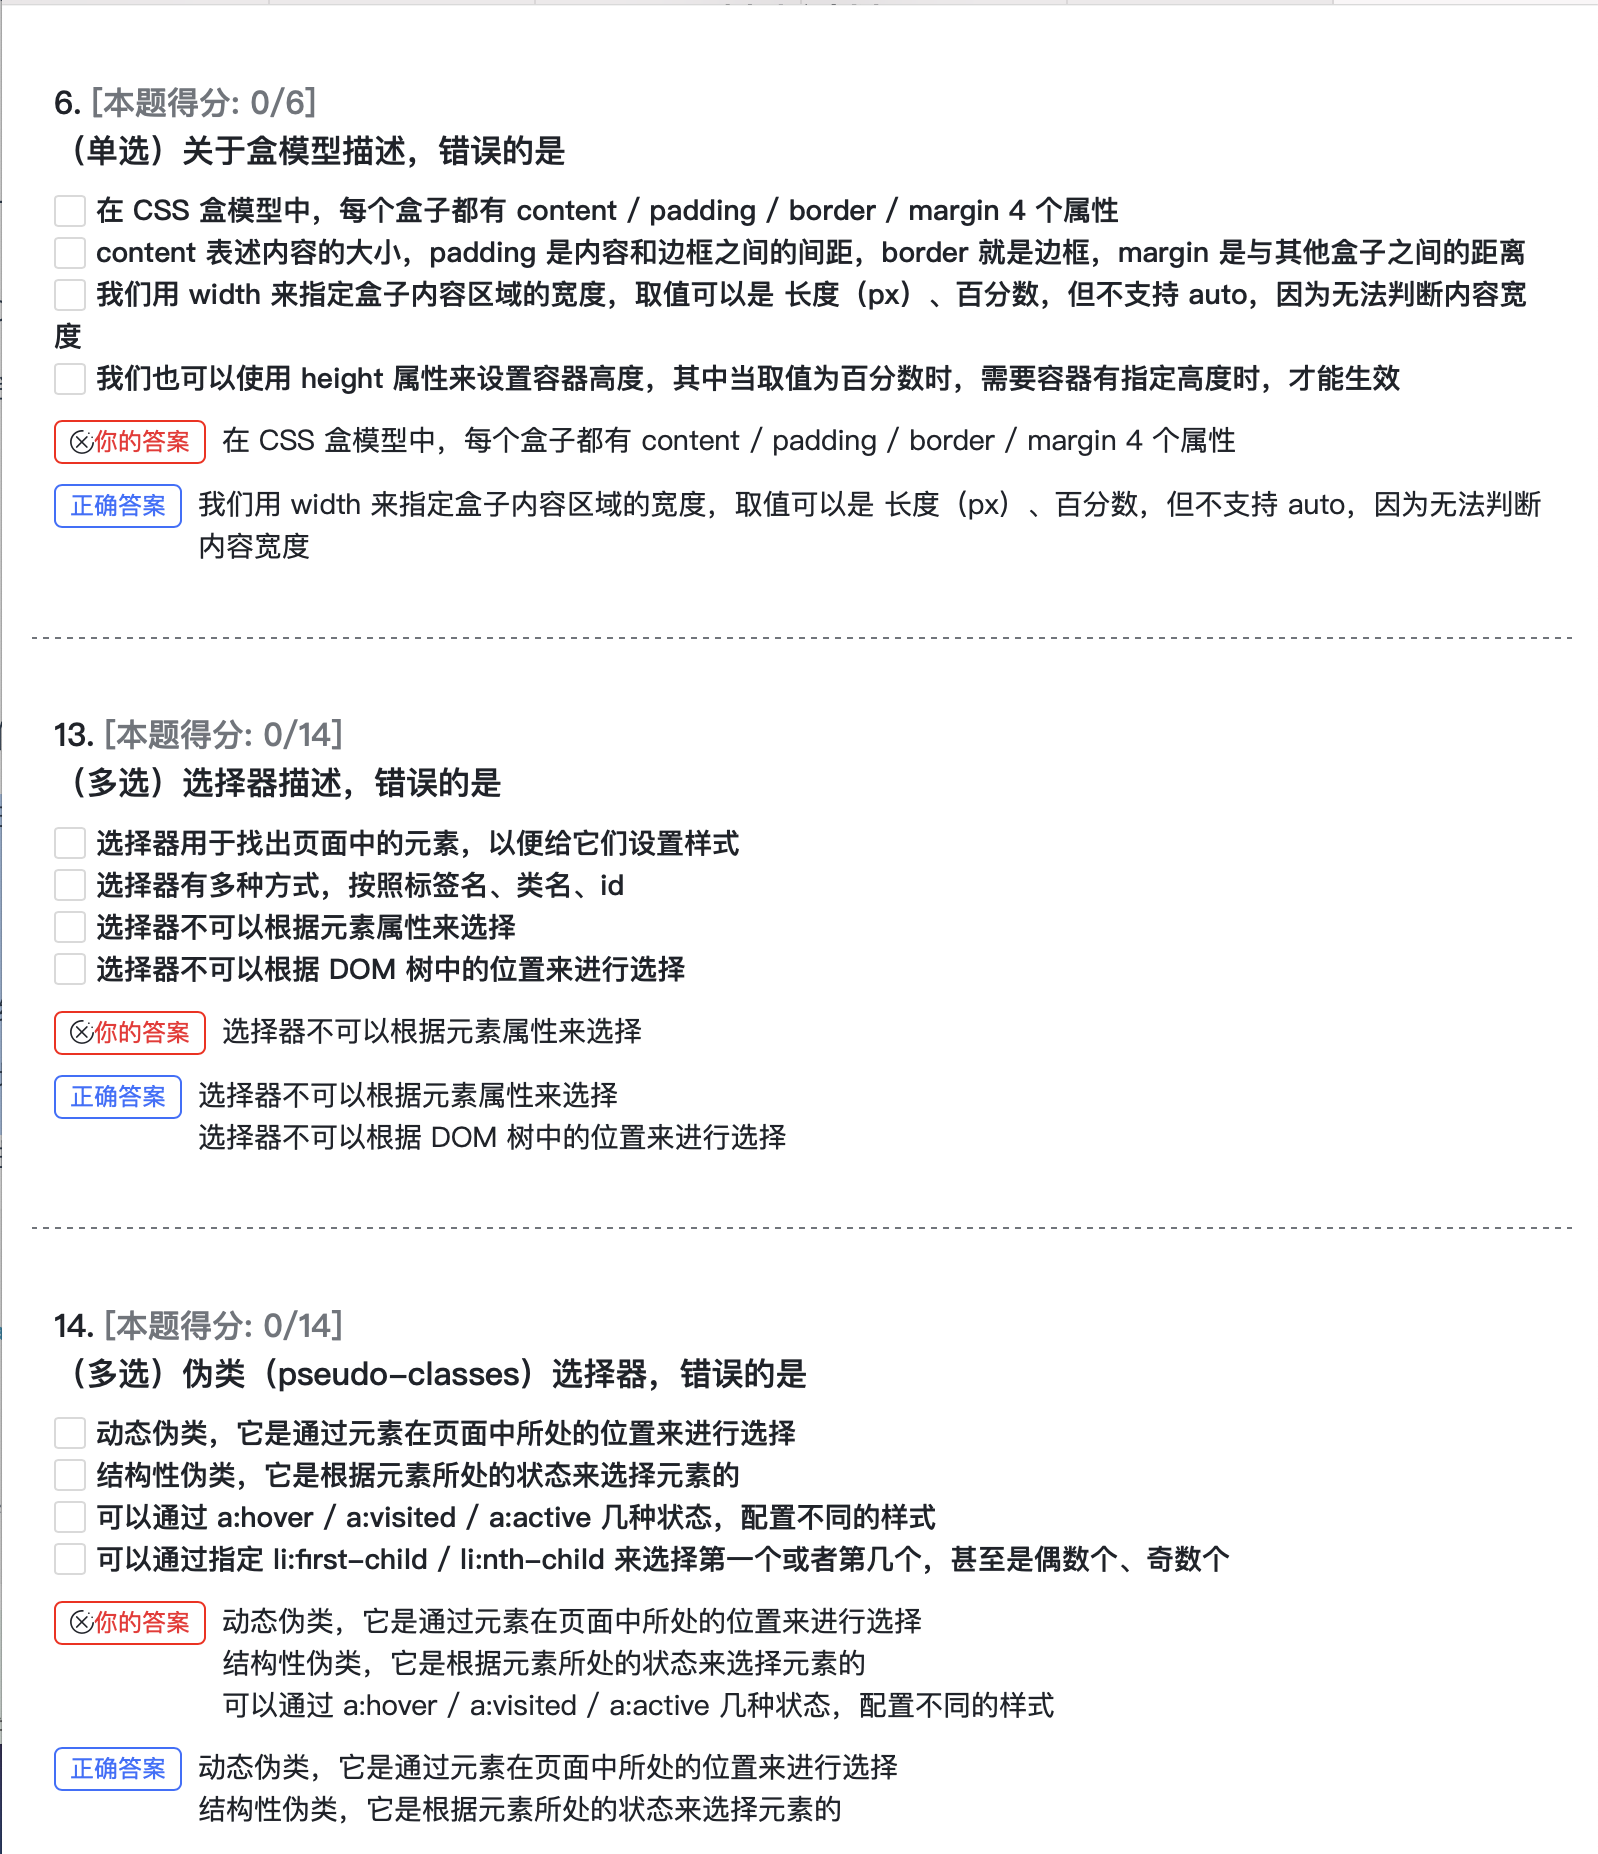 6. [本题得分: 0/6]
（单选）关于盒模型描述，错误的是
在 CSS 盒模型中，每个盒子都有 content / padding / border / margin 4 个属性
content 表述内容的大小，padding 是内容和边框之间的间距，border 就是边框，margin 是与其他盒子之间的距离
我们用 width 来指定盒子内容区域的宽度，取值可以是 长度（px）、百分数，但不支持 auto，因为无法判断内容宽
度
我们也可以使用 height 属性来设置容器高度，其中当取值为百分数时，需要容器有指定高度时，才能生效
你的答案 在 CSS 盒模型中，每个盒子都有 content / padding / border / margin 4 个属性
正确答案 我们用 width 来指定盒子内容区域的宽度，取值可以是 长度（px）、百分数，但不支持 auto，因为无法判断
内容宽度
13. [本题得分: 0/14]
（多选）选择器描述，错误的是
选择器用于找出页面中的元素，以便给它们设置样式
选择器有多种方式，按照标签名、类名、id
选择器不可以根据元素属性来选择
选择器不可以根据 DOM 树中的位置来进行选择
你的答案 选择器不可以根据元素属性来选择
正确答案 选择器不可以根据元素属性来选择
选择器不可以根据 DOM 树中的位置来进行选择
14. [本题得分: 0/14]
（多选）伪类（pseudo-classes）选择器，错误的是
动态伪类，它是通过元素在页面中所处的位置来进行选择
结构性伪类，它是根据元素所处的状态来选择元素的
可以通过 a:hover / a:visited / a:active 几种状态，配置不同的样式
可以通过指定 li:first-child / li:nth-child 来选择第一个或者第几个，甚至是偶数个、奇数个
你的答案 动态伪类，它是通过元素在页面中所处的位置来进行选择
结构性伪类，它是根据元素所处的状态来选择元素的
可以通过 a:hover / a:visited / a:active 几种状态，配置不同的样式
正确答案 动态伪类，它是通过元素在页面中所处的位置来进行选择
结构性伪类，它是根据元素所处的状态来选择元素的